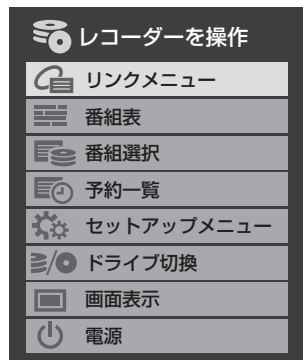 レコーダーを操作
リンクメニュー
番組表
番組選択
予約一覧
セットアップメニュー
ドライブ切換
画面表示
電源